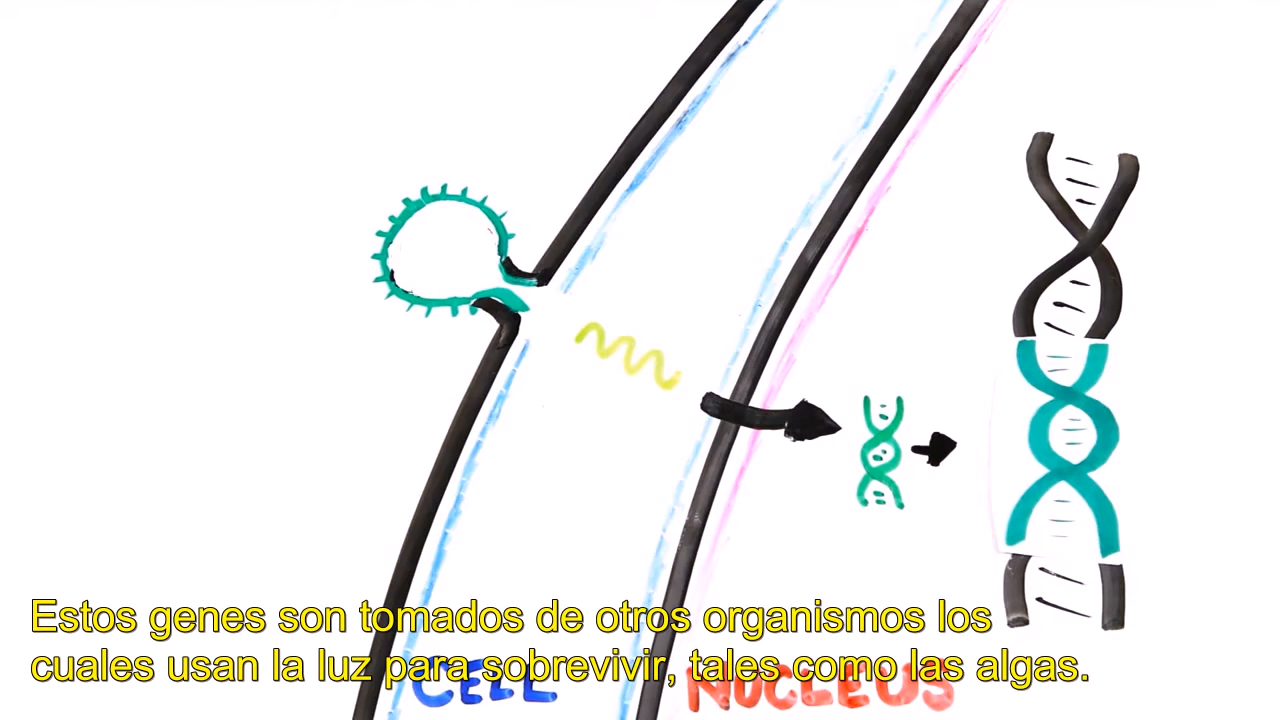 Estos genes son tomados de otros organismos los
cuales usan la luz para sobrevivir, tales como las algas.
CELL NUCLEUS